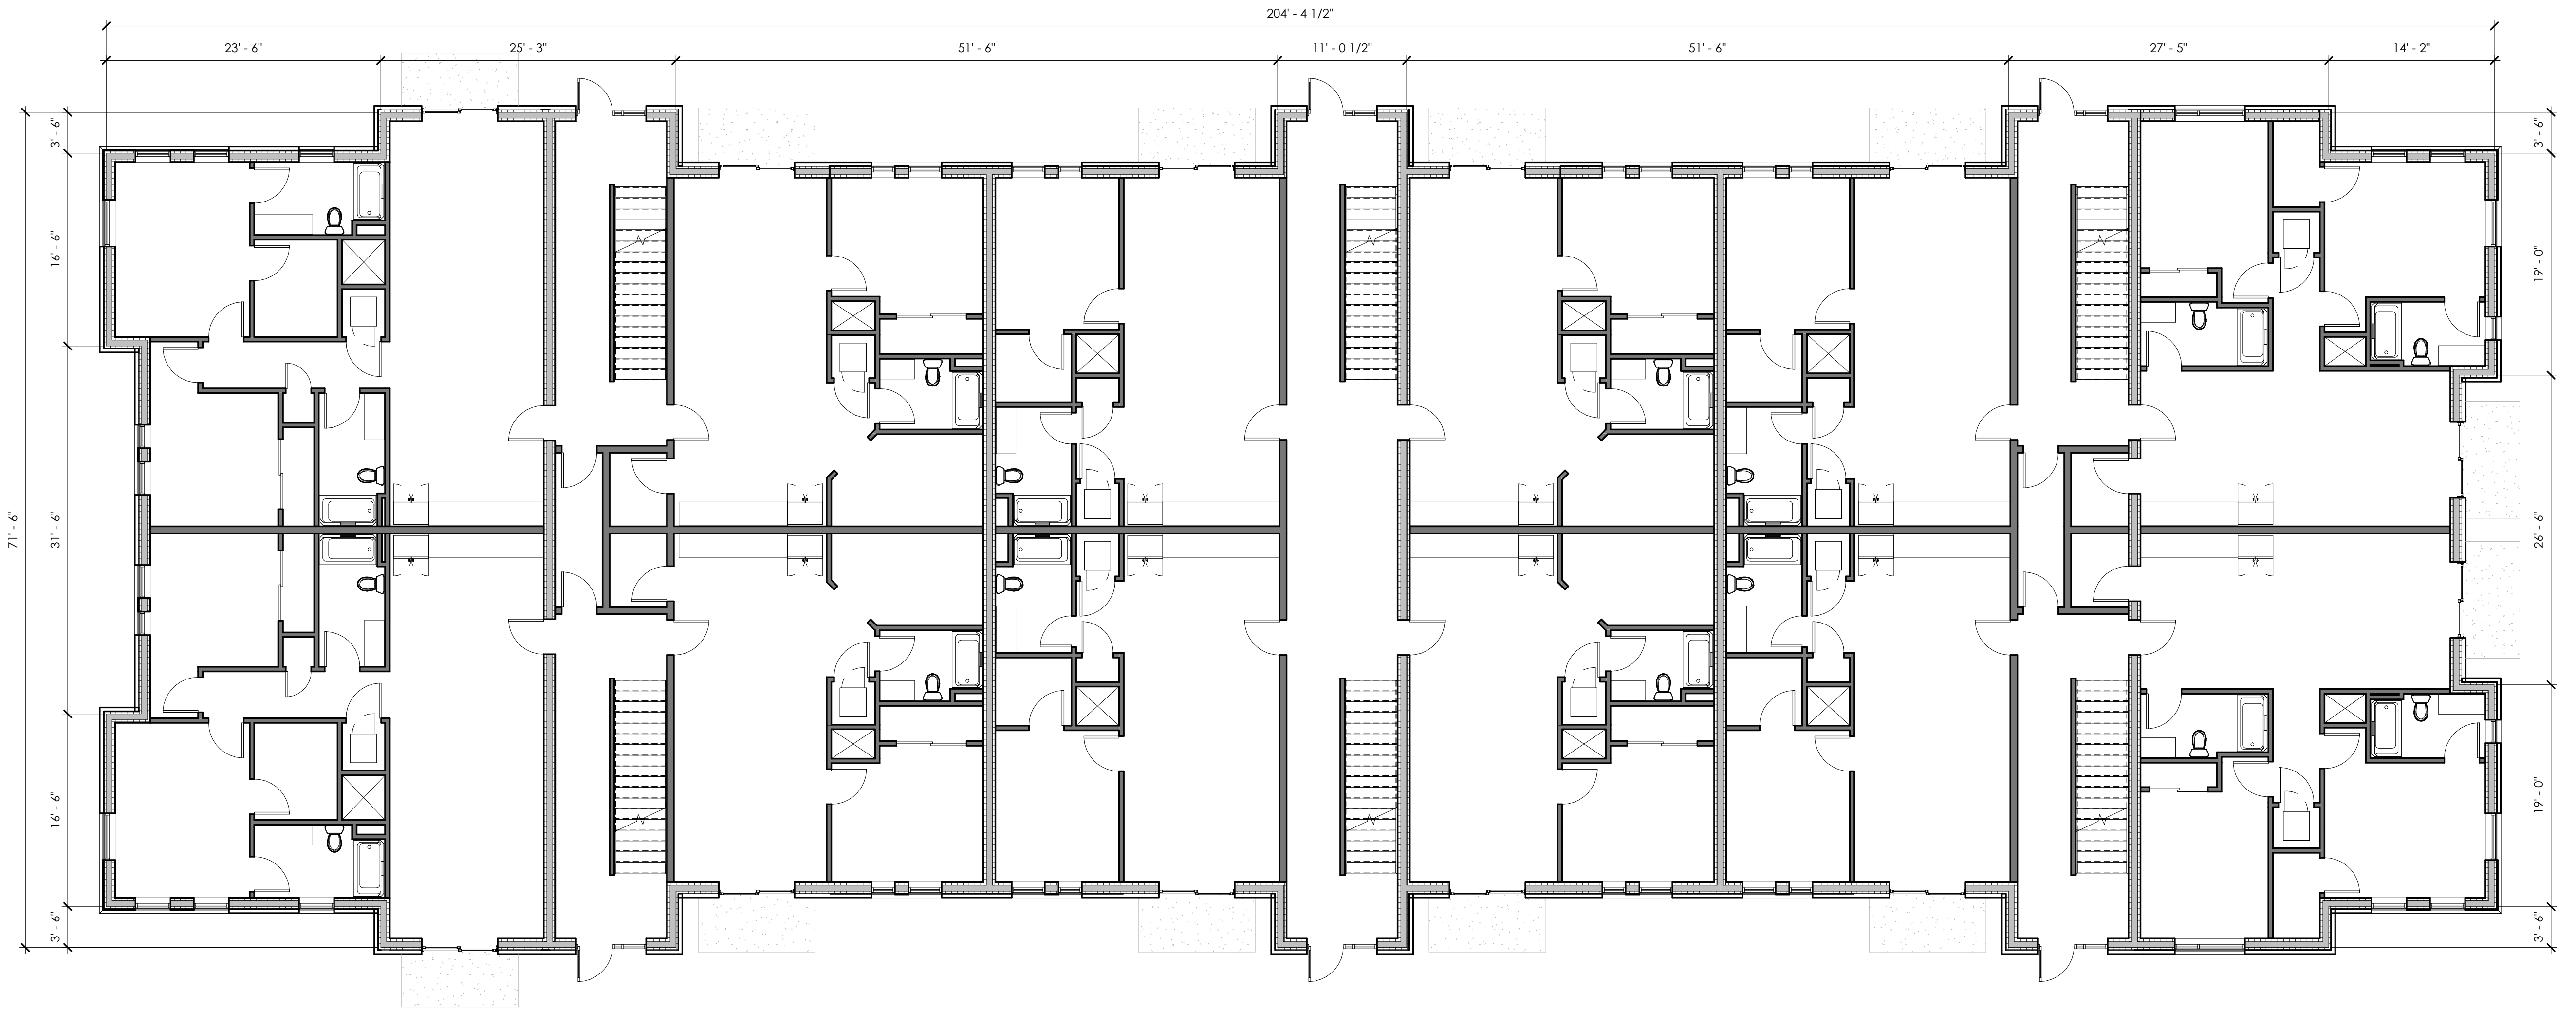 204' - 4 1/2"
23' - 6"
25' - 3"
51' - 6"
11' - 0 1/2"
51' - 6"
27' - 5"
14' - 2"
3' - 6"
16' - 6"
31' - 6"
16' - 6"
3' - 6"
71' - 6"
3' - 6"
19' - 0"
26' - 6"
19' - 0"
3' - 6"